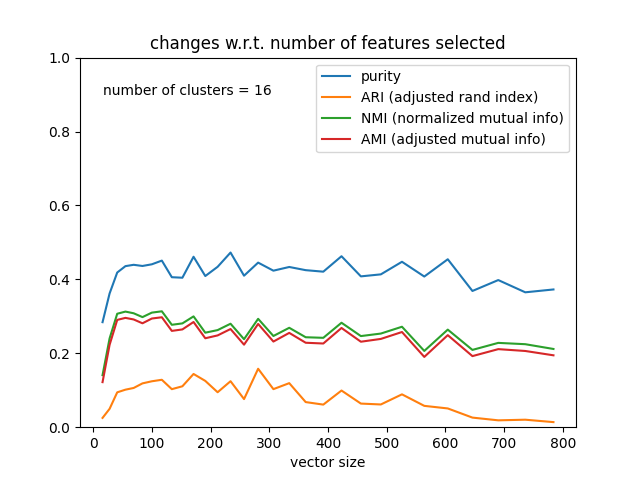 changes w.r.t. number of features selected
1.0
0.8
0.6
0.4
0.2
0.0
number of clusters = 16
purity
ARI (adjusted rand index)
NMI (normalized mutual info)
AMI (adjusted mutual info)
0 100 200 300 400 500 600 700 800
vector size